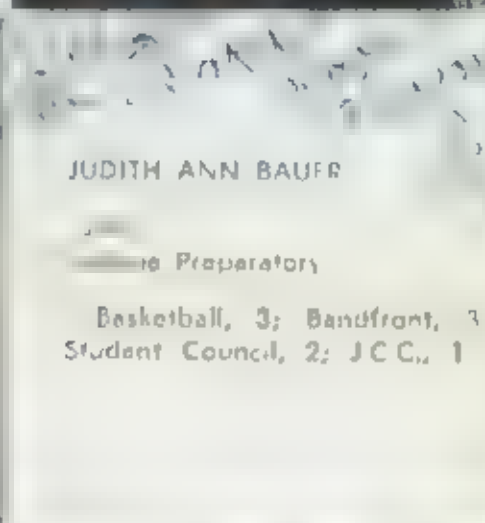 JUDITH ANN BAUER
Preparatory
Basketball, 3; Bandfront, 3
Student Council, 2; J C C., 1